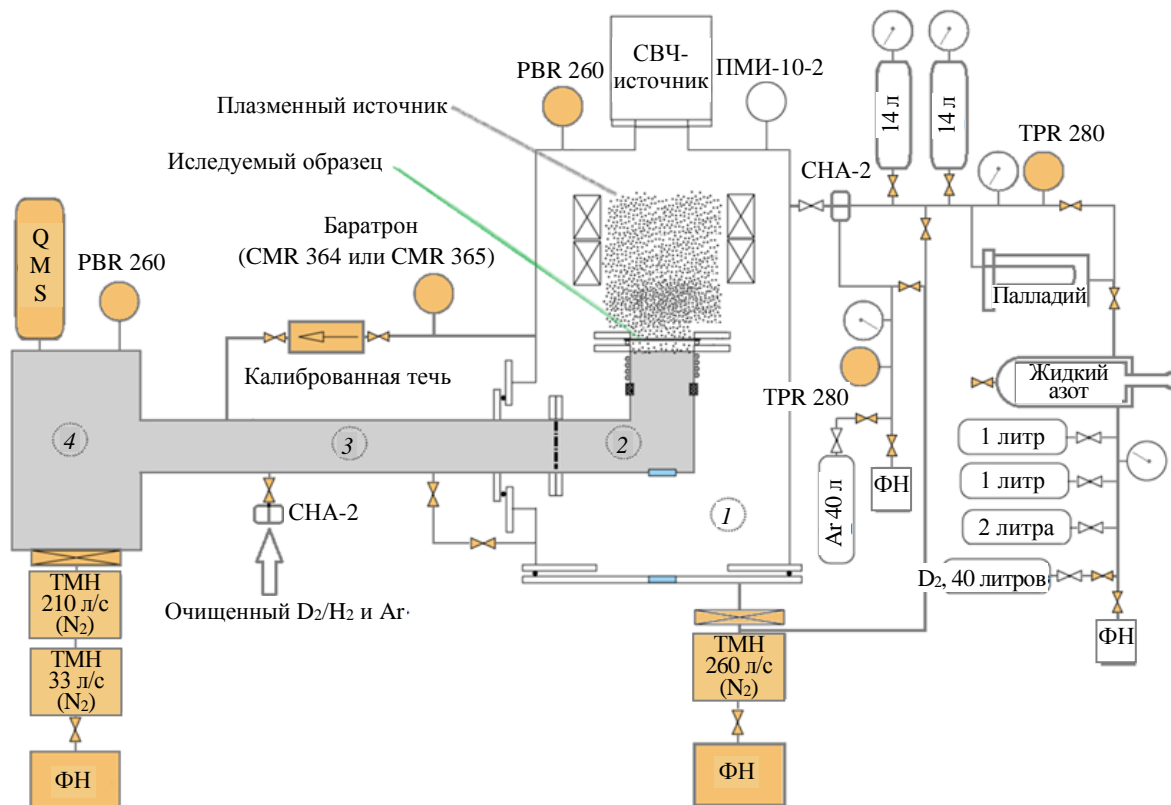 СВЧ-
источник
PBR 260
ПМИ-10-2
Плазменный источник
14 л
14 л
TPR 280
Иследуемый образец
СНА-2
Q
M
S
PBR 260
Баратрон
(CMR 364 или CMR 365)
Палладий
Калиброванная течь
TPR 280
Жидкий
азот
4
3
2
1
1 литр
1 литр
2 литра
D2, 40 литров
Ar 40 л
ФН
ФН
СНА-2
Очищенный D2/H2 и Ar
ТМН
210 л/с
(N2)
ТМН
33 л/с
(N2)
ФН
ТМН
260 л/с
(N2)
ФН